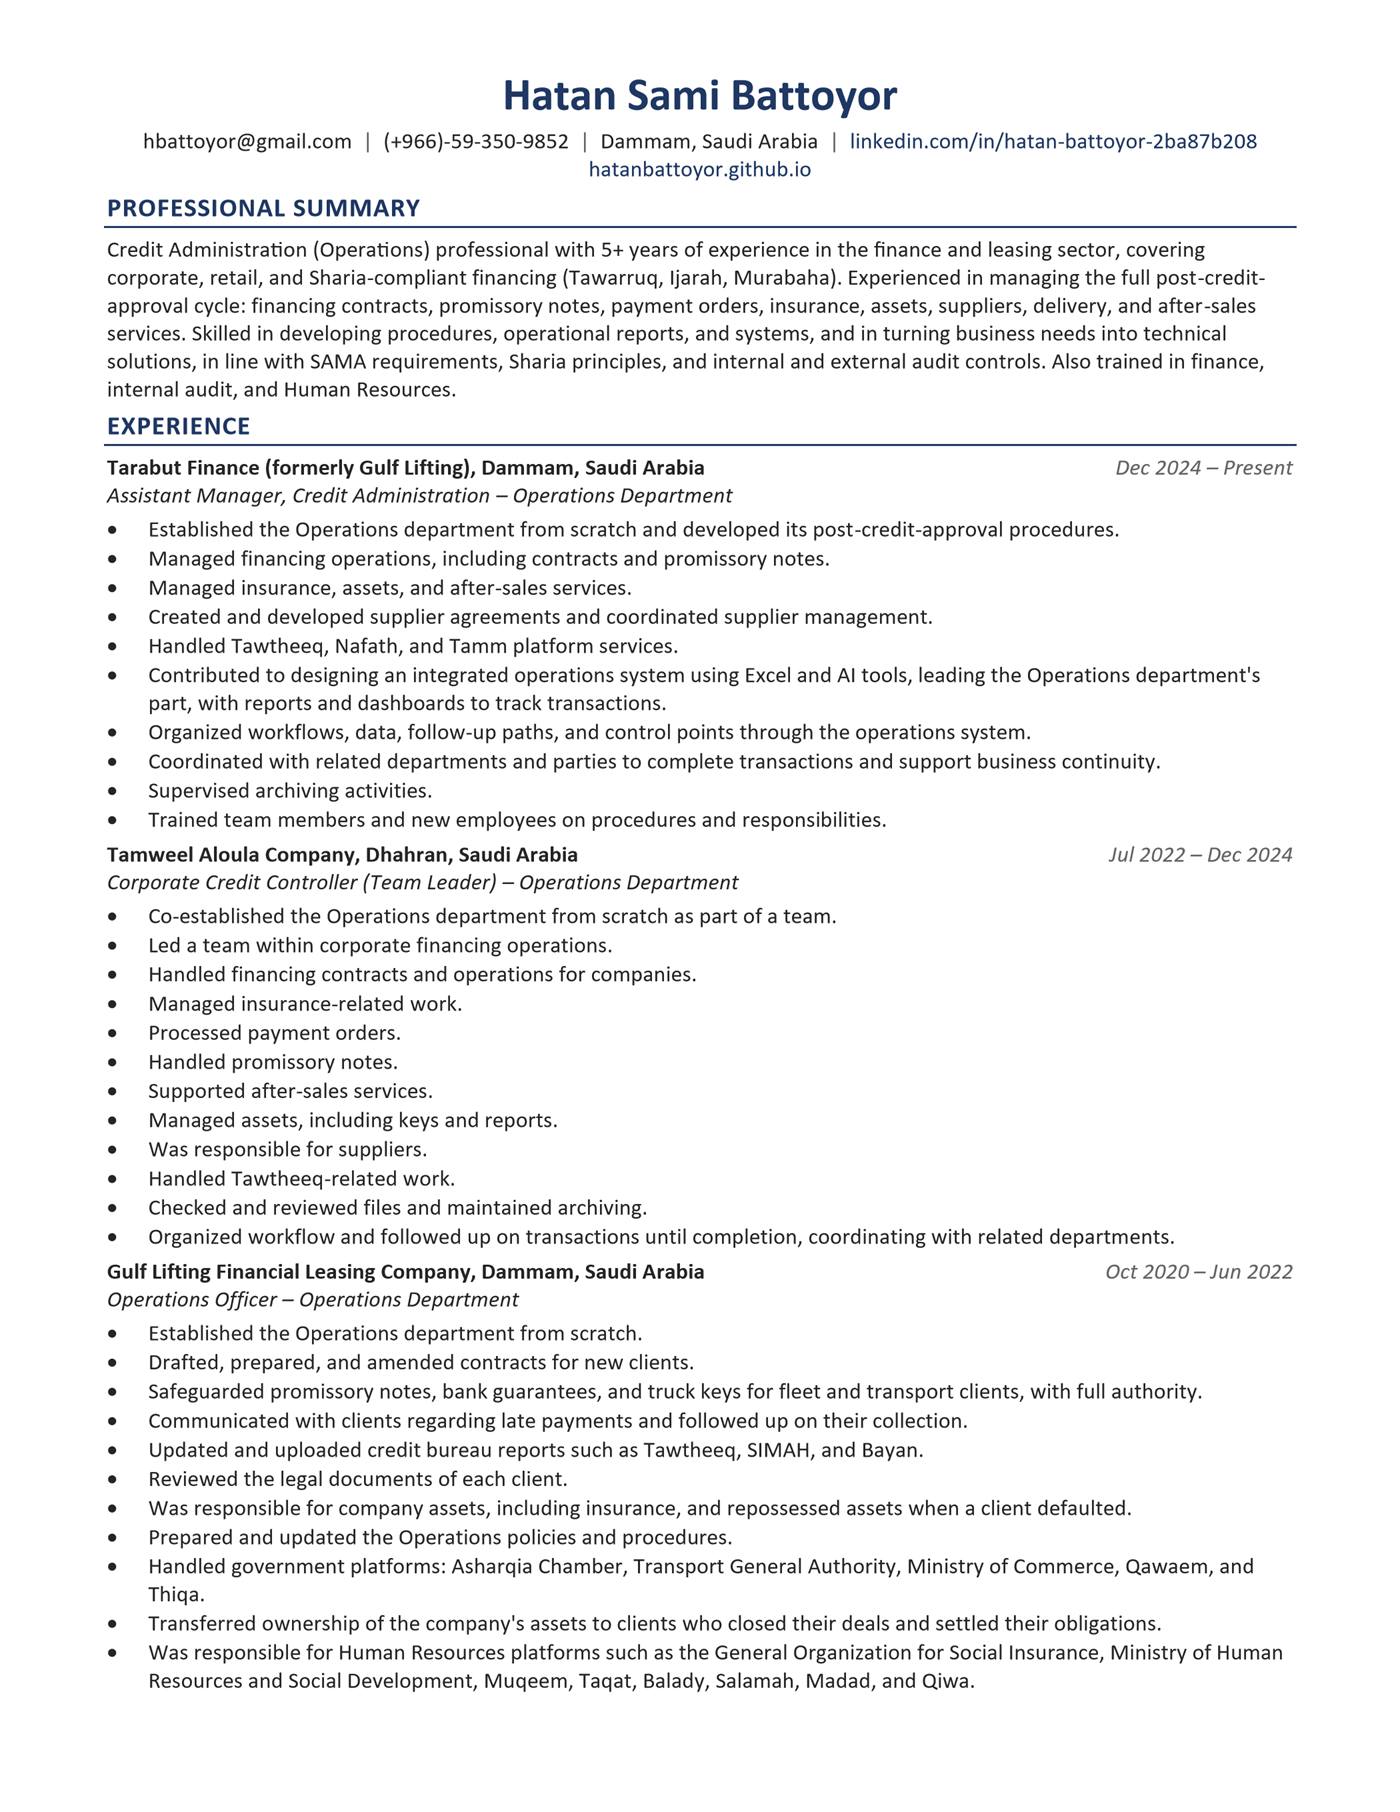 Hatan Sami Battoyor
hbattoyor@gmail.com | (+966)-59-350-9852 | Dammam, Saudi Arabia | linkedin.com/in/hatan-battoyor-2ba87b208
hatanbattoyor.github.io
PROFESSIONAL SUMMARY
Credit Administration (Operations) professional with 5+ years of experience in the finance and leasing sector, covering
corporate, retail, and Sharia-compliant financing (Tawarruq, Ijarah, Murabaha). Experienced in managing the full post-credit-
approval cycle: financing contracts, promissory notes, payment orders, insurance, assets, suppliers, delivery, and after-sales
services. Skilled in developing procedures, operational reports, and systems, and in turning business needs into technical
solutions, in line with SAMA requirements, Sharia principles, and internal and external audit controls. Also trained in finance,
internal audit, and Human Resources.
EXPERIENCE
Tarabut Finance (formerly Gulf Lifting), Dammam, Saudi Arabia Dec 2024 – Present
Assistant Manager, Credit Administration – Operations Department
• Established the Operations department from scratch and developed its post-credit-approval procedures.
• Managed financing operations, including contracts and promissory notes.
• Managed insurance, assets, and after-sales services.
• Created and developed supplier agreements and coordinated supplier management.
• Handled Tawtheeq, Nafath, and Tamm platform services.
• Contributed to designing an integrated operations system using Excel and AI tools, leading the Operations department's
part, with reports and dashboards to track transactions.
• Organized workflows, data, follow-up paths, and control points through the operations system.
• Coordinated with related departments and parties to complete transactions and support business continuity.
• Supervised archiving activities.
• Trained team members and new employees on procedures and responsibilities.
Tamweel Aloula Company, Dhahran, Saudi Arabia Jul 2022 – Dec 2024
Corporate Credit Controller (Team Leader) – Operations Department
• Co-established the Operations department from scratch as part of a team.
• Led a team within corporate financing operations.
• Handled financing contracts and operations for companies.
• Managed insurance-related work.
• Processed payment orders.
• Handled promissory notes.
• Supported after-sales services.
• Managed assets, including keys and reports.
• Was responsible for suppliers.
• Handled Tawtheeq-related work.
• Checked and reviewed files and maintained archiving.
• Organized workflow and followed up on transactions until completion, coordinating with related departments.
Gulf Lifting Financial Leasing Company, Dammam, Saudi Arabia Oct 2020 – Jun 2022
Operations Officer – Operations Department
• Established the Operations department from scratch.
• Drafted, prepared, and amended contracts for new clients.
• Safeguarded promissory notes, bank guarantees, and truck keys for fleet and transport clients, with full authority.
• Communicated with clients regarding late payments and followed up on their collection.
• Updated and uploaded credit bureau reports such as Tawtheeq, SIMAH, and Bayan.
• Reviewed the legal documents of each client.
• Was responsible for company assets, including insurance, and repossessed assets when a client defaulted.
• Prepared and updated the Operations policies and procedures.
• Handled government platforms: Asharqia Chamber, Transport General Authority, Ministry of Commerce, Qawaem, and
Thiqa.
• Transferred ownership of the company's assets to clients who closed their deals and settled their obligations.
• Was responsible for Human Resources platforms such as the General Organization for Social Insurance, Ministry of Human
Resources and Social Development, Muqeem, Taqat, Balady, Salamah, Madad, and Qiwa.